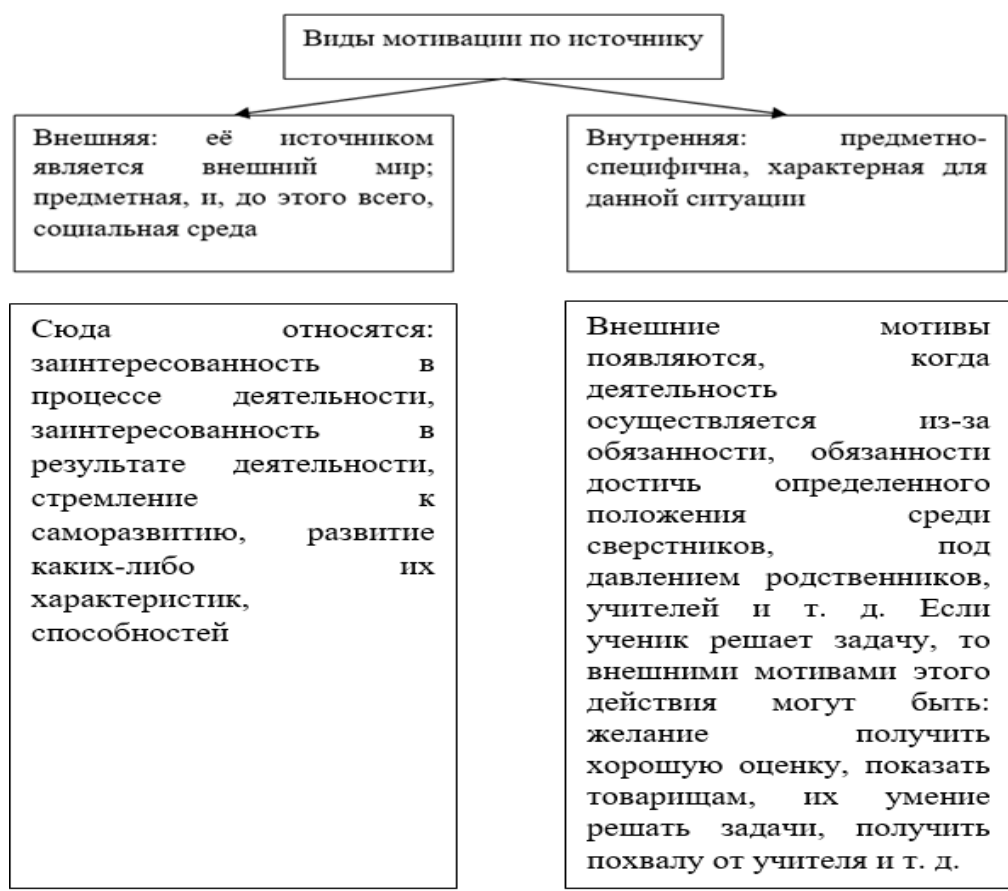 Виды мотивации по источнику
Внешняя: её источником
является внешний мир;
предметная, и, до этого всего,
социальная среда
Внутренняя: предметно-
специфична, характерная для
данной ситуации
Сюда относятся:
заинтересованность в
процессе деятельности,
заинтересованность в
результате деятельности,
стремление к
саморазвитию, развитие
каких-либо их
характеристик,
способностей
Внешние мотивы
появляются, когда
деятельность
осуществляется из-за
обязанности, обязанности
достичь определенного
положения среди
сверстников, под
давлением родственников,
учителей и т. д. Если
ученик решает задачу, то
внешними мотивами этого
действия могут быть:
желание получить
хорошую оценку, показать
товарищам, их умение
решать задачи, получить
похвалу от учителя и т. д.